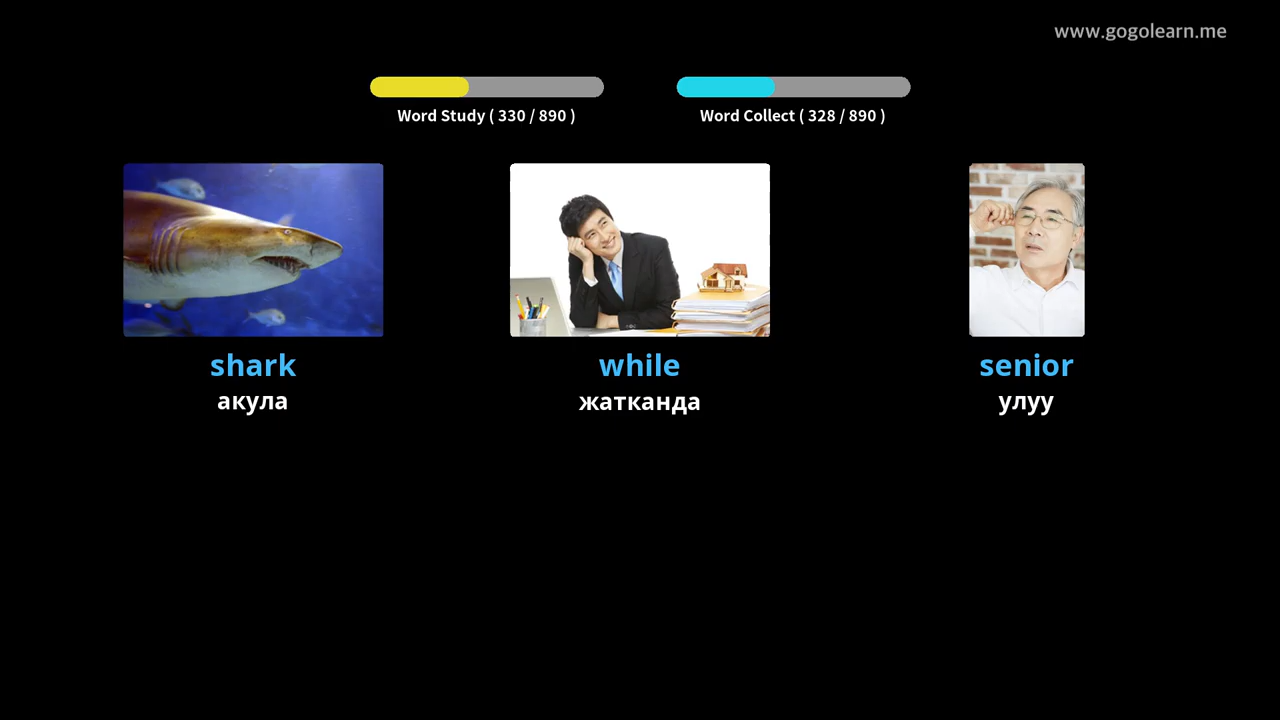 www.gogolearn.me
Word Study ( 330 / 890 )
Word Collect ( 328 / 890 )
shark
while
senior
акула
жатканда
улуу